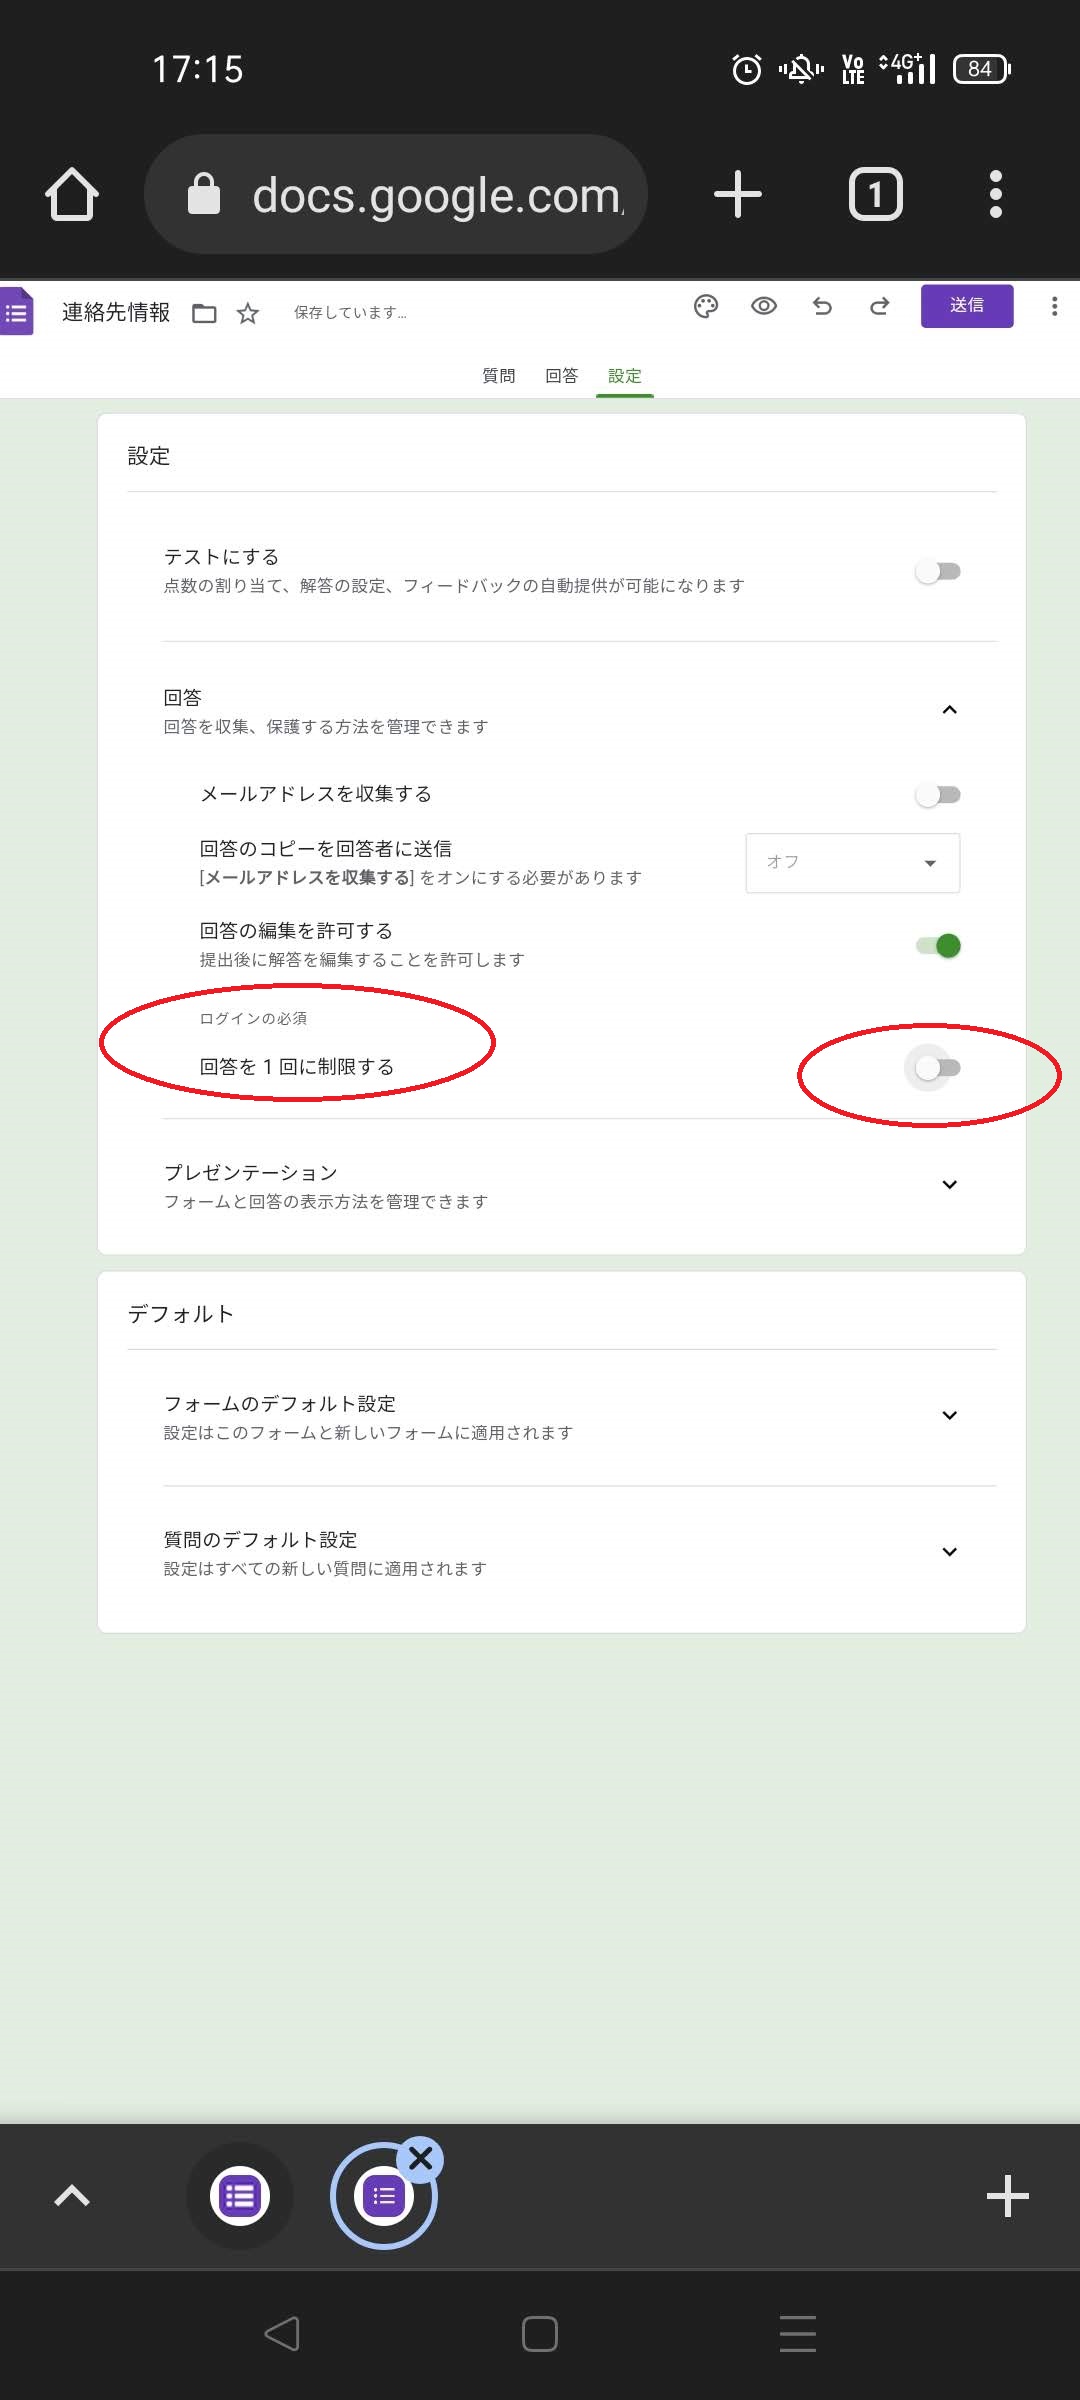 17:15
Vo LTE
4G+
84
docs.google.com
1
連絡先情報
保存しています...
送信
質問 回答 設定
設定
テストにする
点数の割り当て、解答の設定、フィードバックの自動提供が可能になります
回答
回答を収集、保護する方法を管理できます
メールアドレスを収集する
回答のコピーを回答者に送信
[メールアドレスを収集する] をオンにする必要があります
オフ
回答の編集を許可する
提出後に解答を編集することを許可します
ログインの必須
回答を 1 回に制限する
プレゼンテーション
フォームと回答の表示方法を管理できます
デフォルト
フォームのデフォルト設定
設定はこのフォームと新しいフォームに適用されます
質問のデフォルト設定
設定はすべての新しい質問に適用されます